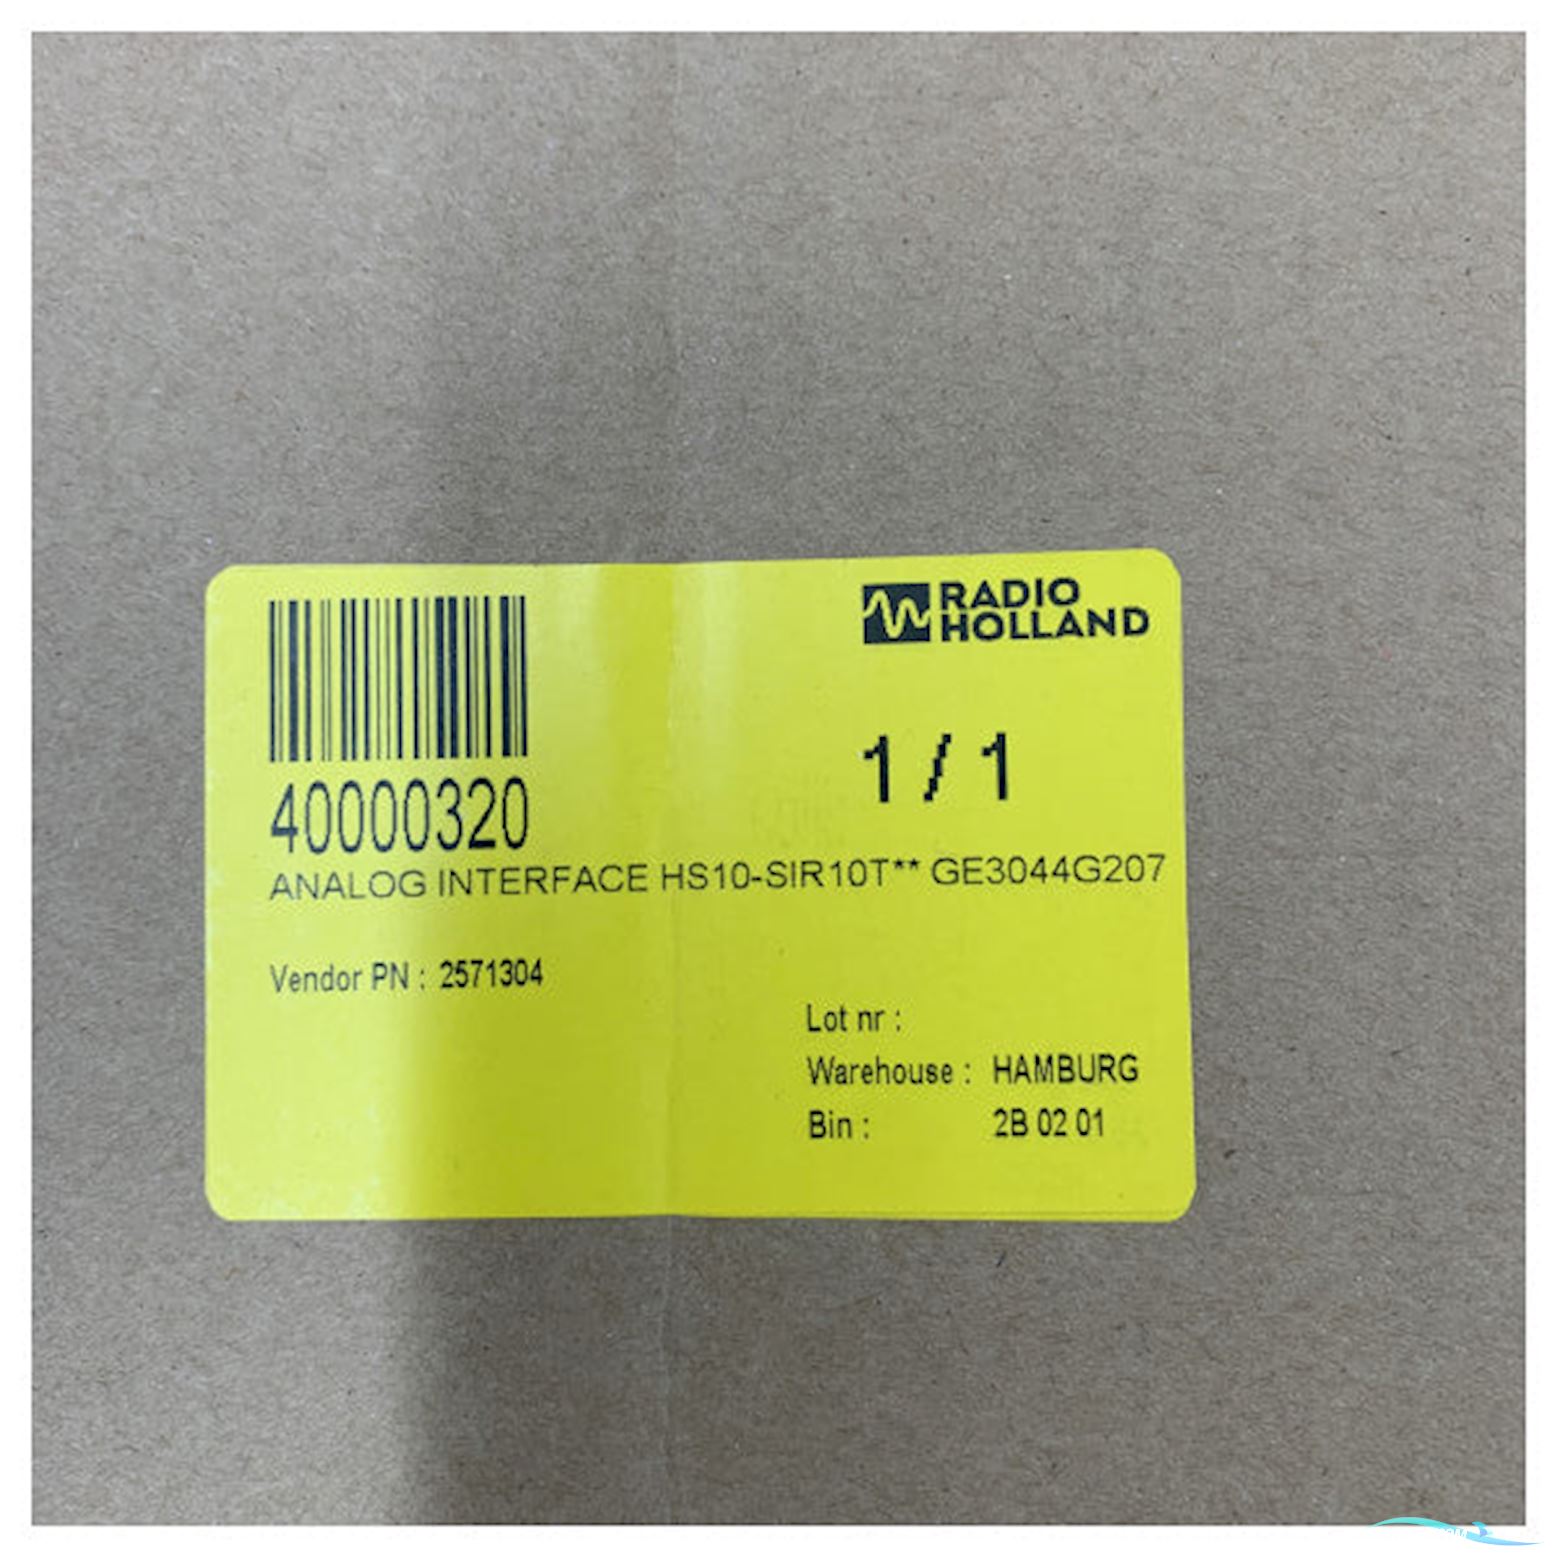 RADIO
HOLLAND
1 / 1
40000320
ANALOG INTERFACE HS10-SIR10T** GE3044G207
Vendor PN : 2571304
Lot nr :
Warehouse : HAMBURG
Bin : 2B 02 01